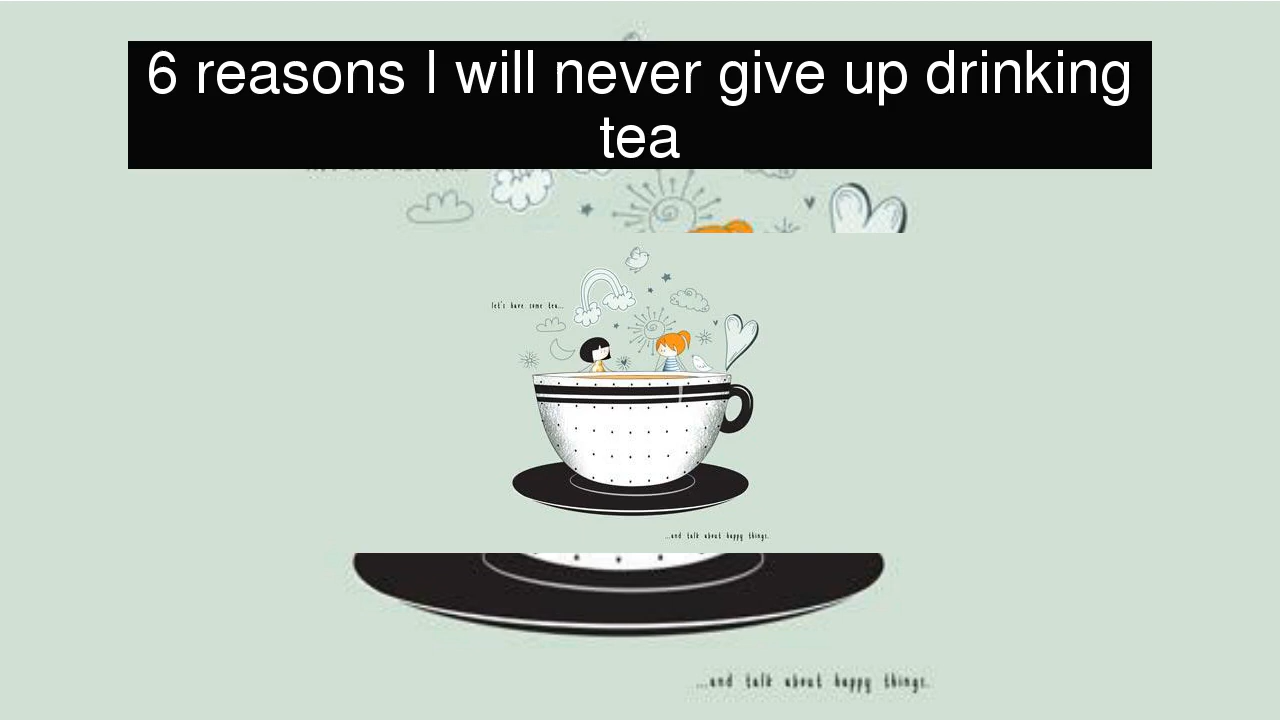 6 reasons I will never give up drinking
tea
let's have some tea...
...and talk about happy things.
...and talk about happy things.